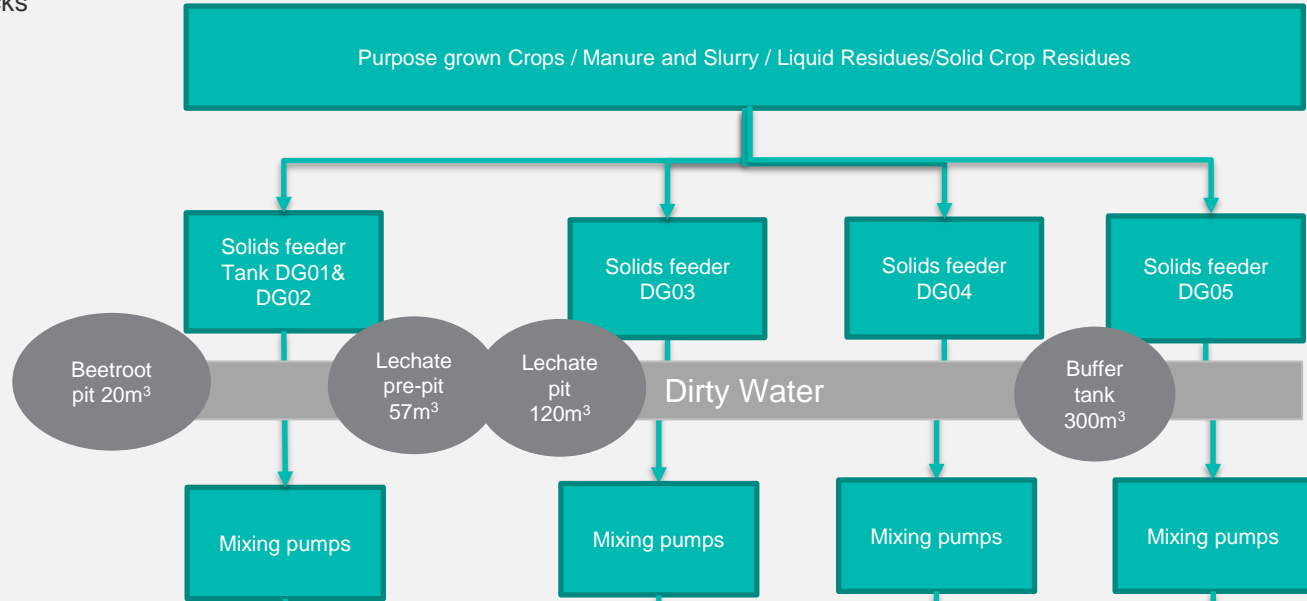 Purpose grown Crops / Manure and Slurry / Liquid Residues/Solid Crop Residues
Solids feeder
Tank DG01&
DG02
Solids feeder
DG03
Solids feeder
DG04
Solids feeder
DG05
Beetroot
pit 20m³
Lechate
pre-pit
57m³
Lechate
pit
120m³
Dirty Water
Buffer
tank
300m³
Mixing pumps
Mixing pumps
Mixing pumps
Mixing pumps